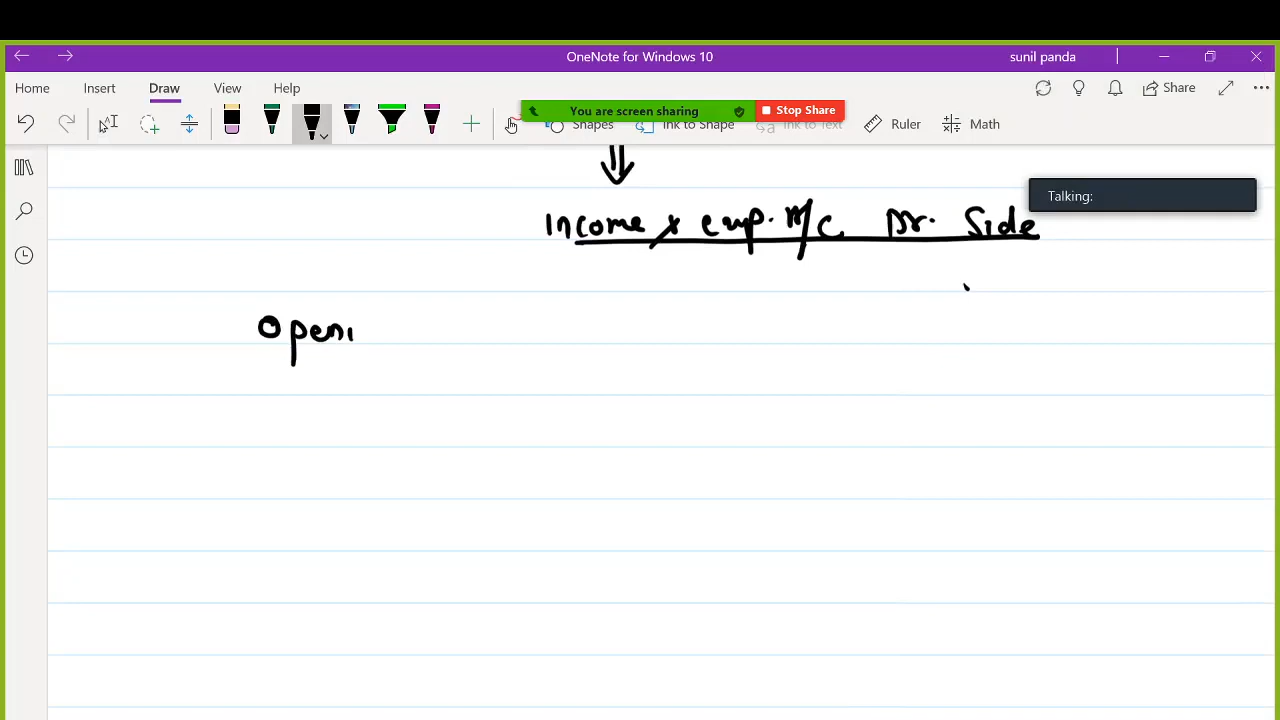 OneNote for Windows 10
sunil panda
Home Insert Draw View Help
Share
You are screen sharing
Stop Share
Shapes Ink to Shape Ink to Text Ruler Math
Talking:
Income & exp. A/C Dr. Side
Openi